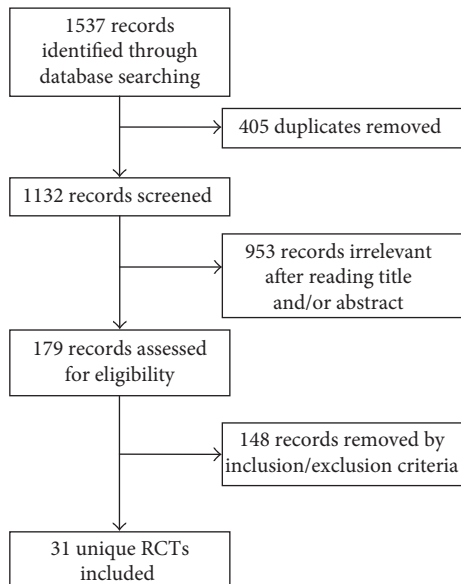 1537 records
identified through
database searching
405 duplicates removed
1132 records screened
953 records irrelevant
after reading title
and/or abstract
179 records assessed
for eligibility
148 records removed by
inclusion/exclusion criteria
31 unique RCTs
included